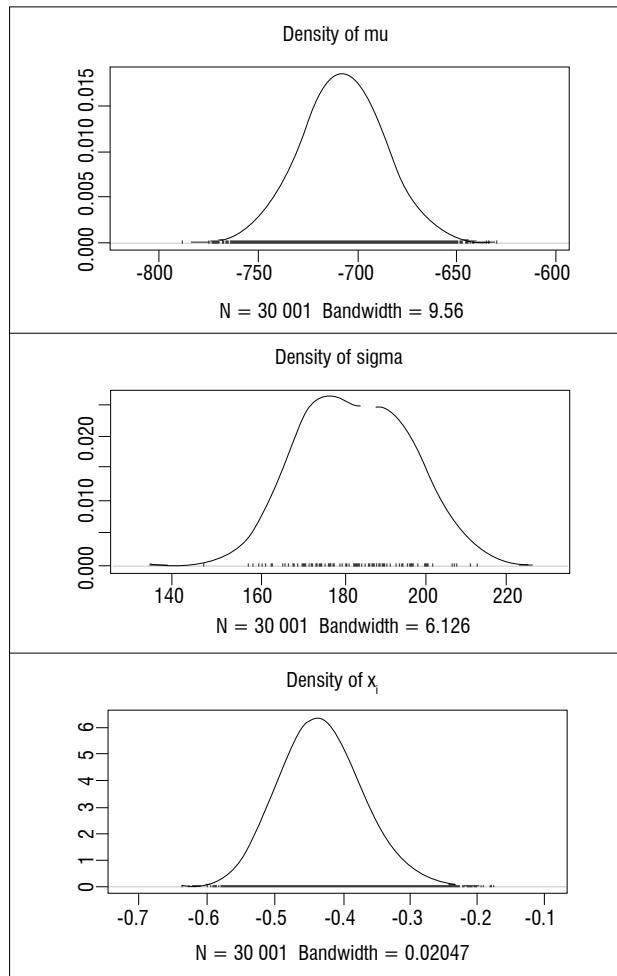 Density of mu
0.015
0.010
0.005
0.000
-800 -750 -700 -650 -600
N = 30 001 Bandwidth = 9.56
Density of sigma
0.020
0.010
0.000
140 160 180 200 220
N = 30 001 Bandwidth = 6.126
Density of xᵢ
6
5
4
3
2
1
0
-0.7 -0.6 -0.5 -0.4 -0.3 -0.2 -0.1
N = 30 001 Bandwidth = 0.02047